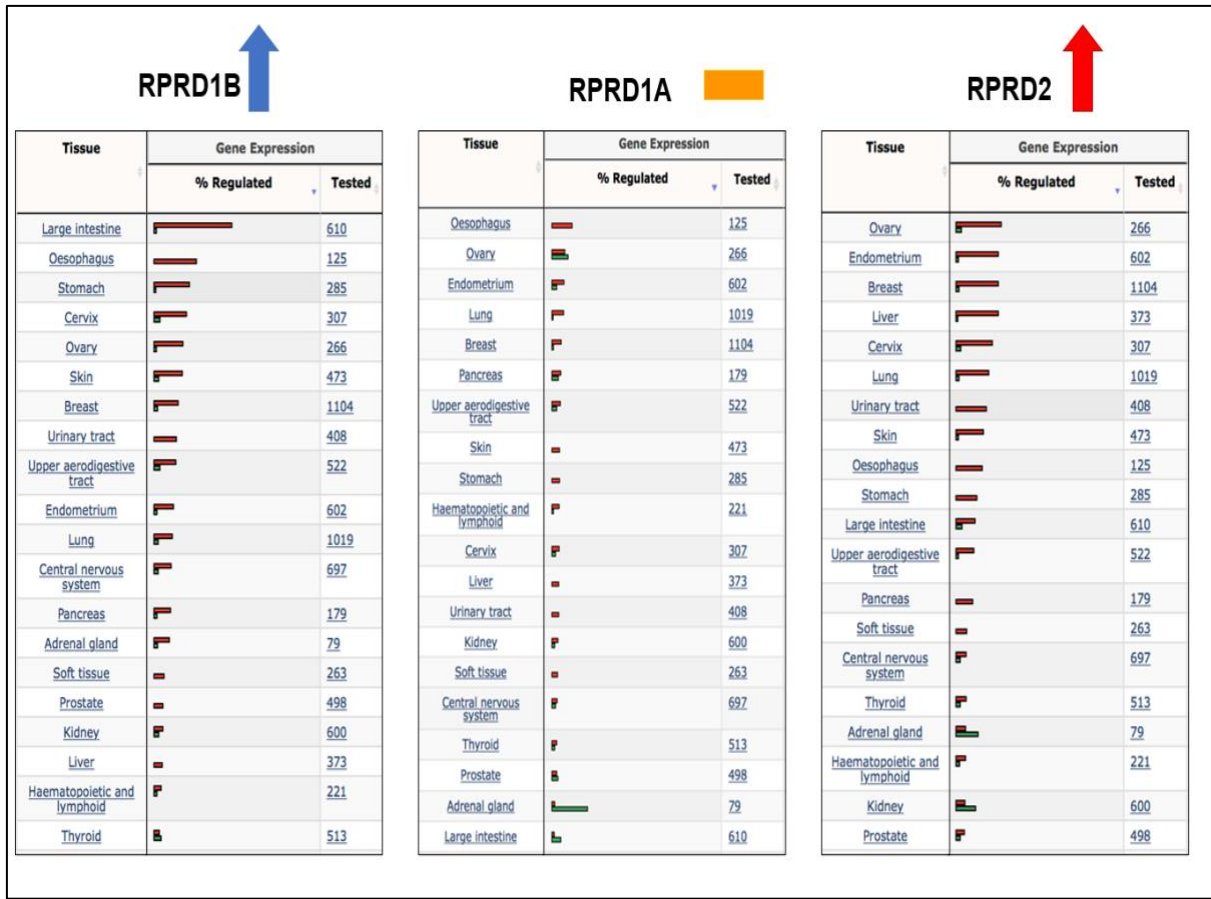 RPRD1B
RPRD1A
RPRD2
Tissue Gene Expression
% Regulated Tested
Large intestine 610
Oesophagus 125
Stomach 285
Cervix 307
Ovary 266
Skin 473
Breast 1104
Urinary tract 408
Upper aerodigestive
tract 522
Endometrium 602
Lung 1019
Central nervous
system 697
Pancreas 179
Adrenal gland 79
Soft tissue 263
Prostate 498
Kidney 600
Liver 373
Haematopoietic and
lymphoid 221
Thyroid 513
Tissue Gene Expression
% Regulated Tested
Oesophagus 125
Ovary 266
Endometrium 602
Lung 1019
Breast 1104
Pancreas 179
Upper aerodigestive
tract 522
Skin 473
Stomach 285
Haematopoietic and
lymphoid 221
Cervix 307
Liver 373
Urinary tract 408
Kidney 600
Soft tissue 263
Central nervous
system 697
Thyroid 513
Prostate 498
Adrenal gland 79
Large intestine 610
Tissue Gene Expression
% Regulated Tested
Ovary 266
Endometrium 602
Breast 1104
Liver 373
Cervix 307
Lung 1019
Urinary tract 408
Skin 473
Oesophagus 125
Stomach 285
Large intestine 610
Upper aerodigestive
tract 522
Pancreas 179
Soft tissue 263
Central nervous
system 697
Thyroid 513
Adrenal gland 79
Haematopoietic and
lymphoid 221
Kidney 600
Prostate 498